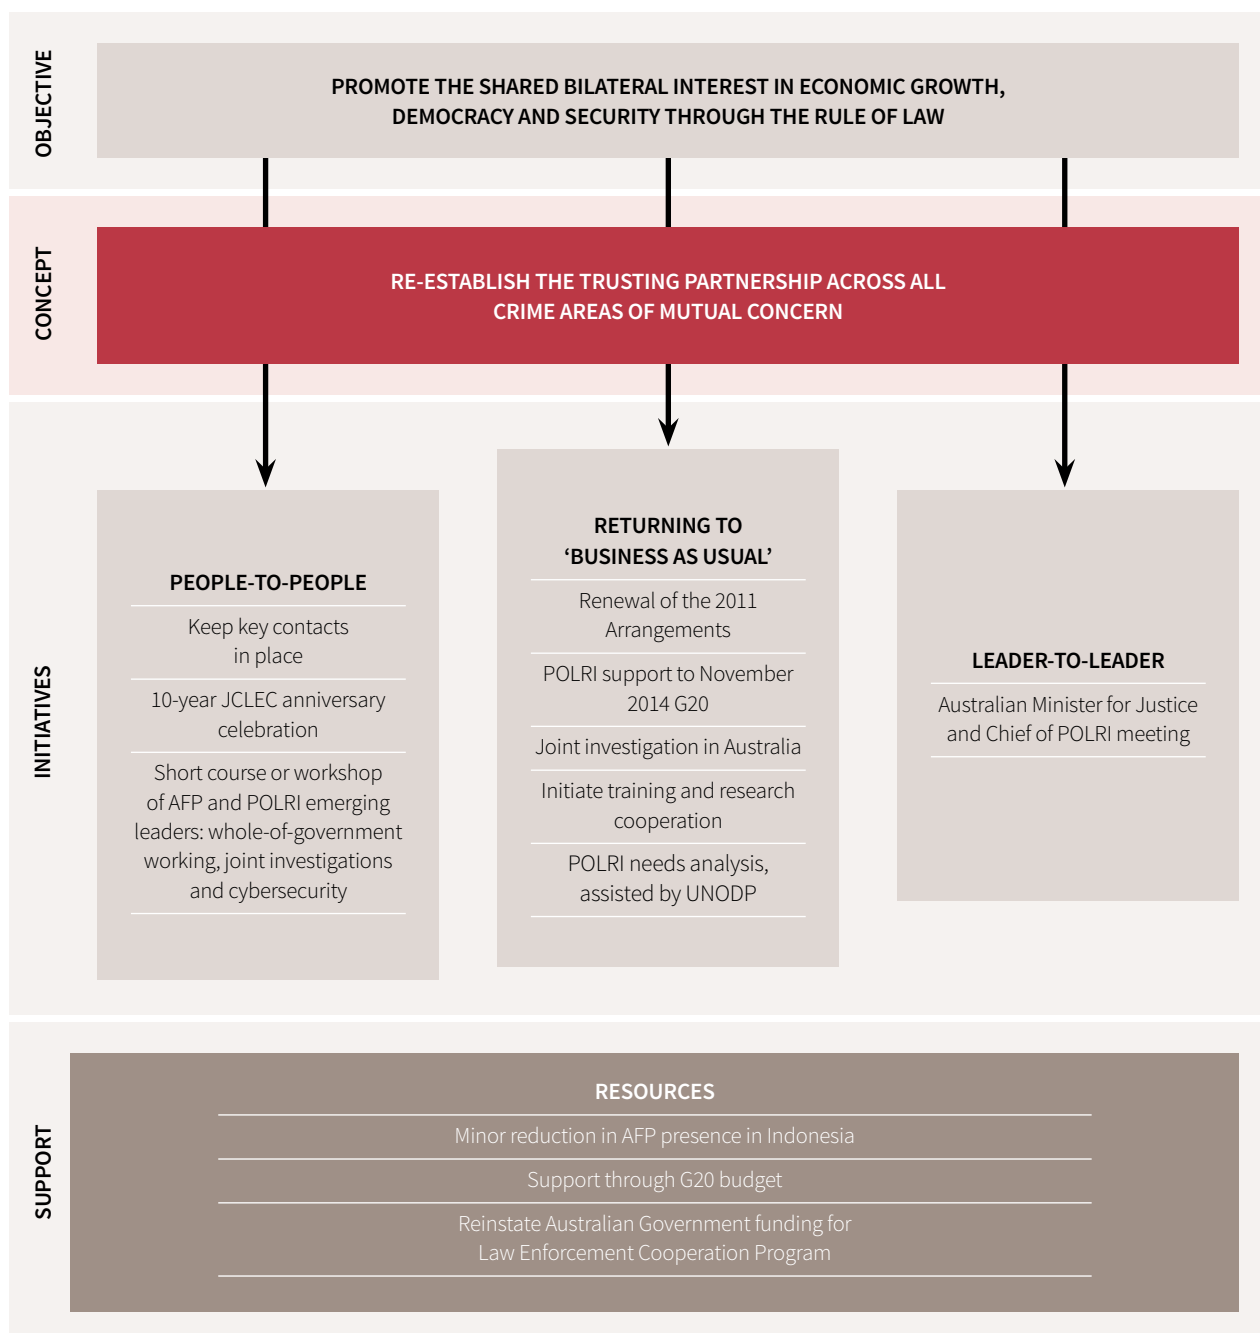 OBJECTIVE
PROMOTE THE SHARED BILATERAL INTEREST IN ECONOMIC GROWTH,
DEMOCRACY AND SECURITY THROUGH THE RULE OF LAW
CONCEPT
RE-ESTABLISH THE TRUSTING PARTNERSHIP ACROSS ALL
CRIME AREAS OF MUTUAL CONCERN
INITIATIVES
PEOPLE-TO-PEOPLE
Keep key contacts
in place
10-year JCLEC anniversary
celebration
Short course or workshop
of AFP and POLRI emerging
leaders: whole-of-government
working, joint investigations
and cybersecurity
RETURNING TO
‘BUSINESS AS USUAL’
Renewal of the 2011
Arrangements
POLRI support to November
2014 G20
Joint investigation in Australia
Initiate training and research
cooperation
POLRI needs analysis,
assisted by UNODP
LEADER-TO-LEADER
Australian Minister for Justice
and Chief of POLRI meeting
SUPPORT
RESOURCES
Minor reduction in AFP presence in Indonesia
Support through G20 budget
Reinstate Australian Government funding for
Law Enforcement Cooperation Program